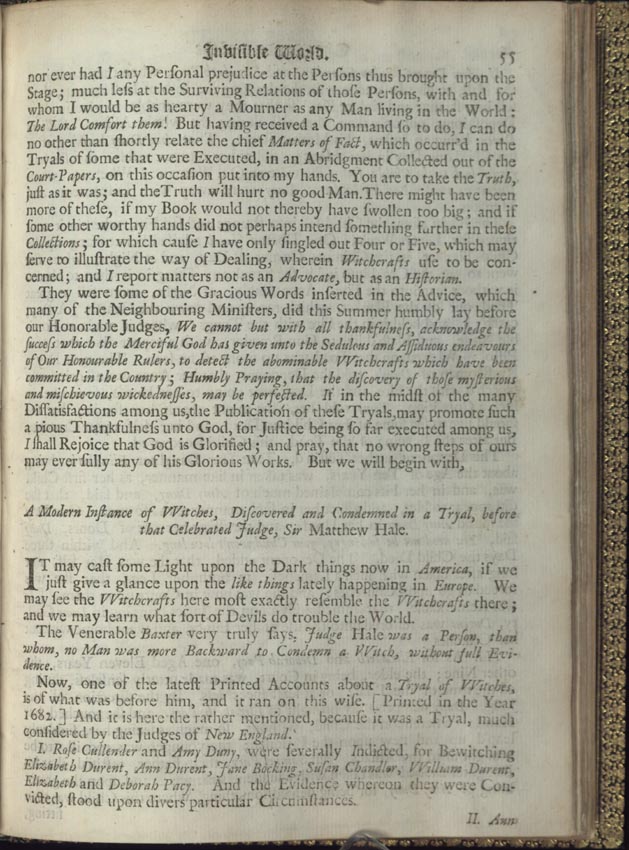 Invisible World. 55
nor ever had I any Perſonal prejudice at the Perſons thus brought upon the
Stage; much leſs at the Surviving Relations of thoſe Perſons, with and for
whom I would be as hearty a Mourner as any Man living in the World:
The Lord Comfort them! But having received a Command ſo to do, I can do
no other than ſhortly relate the chief Matters of Fact, which occurr'd in the
Tryals of ſome that were Executed, in an Abridgment Collected out of the
Court-Papers, on this occaſion put into my hands. You are to take the Truth,
juſt as it was; and the Truth will hurt no good Man. There might have been
more of theſe, if my Book would not thereby have ſwollen too big; and if
ſome other worthy hands did not perhaps intend ſomething further in theſe
Collections; for which cauſe I have only ſingled out Four or Five, which may
ſerve to illuſtrate the way of Dealing, wherein Witchcrafts uſe to be con-
cerned; and I report matters not as an Advocate, but as an Hiſtorian.
They were ſome of the Gracious Words inſerted in the Advice, which
many of the Neighbouring Miniſters, did this Summer humbly lay before
our Honorable Judges, We cannot but with all thankfulneſs, acknowledge the
ſucceſs which the Merciful God has given unto the Sedulous and Aſſiduous endeavours
of Our Honourable Rulers, to detect the abominable VVitchcrafts which have been
committed in the Country; Humbly Praying, that the diſcovery of thoſe myſterious
and miſchievous wickedneſſes, may be perfected. If in the midſt of the many
Diſſatisfactions among us, the Publication of theſe Tryals, may promote ſuch
a pious Thankfulneſs unto God, for Juſtice being ſo far executed among us,
I ſhall Rejoice that God is Glorified; and pray, that no wrong ſteps of ours
may ever ſully any of his Glorious Works. But we will begin with,
A Modern Inſtance of VVitches, Diſcovered and Condemned in a Tryal, before
that Celebrated Judge, Sir Matthew Hale.
IT may caſt ſome Light upon the Dark things now in America, if we
juſt give a glance upon the like things lately happening in Europe. We
may ſee the VVitchcrafts here moſt exactly reſemble the VVitchcrafts there;
and we may learn what ſort of Devils do trouble the World.
The Venerable Baxter very truly ſays, Judge Hale was a Perſon, than
whom, no Man was more Backward to Condemn a VVitch, without full Evi-
dence.
Now, one of the lateſt Printed Accounts about a Tryal of VVitches,
is of what was before him, and it ran on this wiſe. [Printed in the Year
1682.] And it is here the rather mentioned, becauſe it was a Tryal, much
conſidered by the Judges of New England.
I. Roſe Cullender and Amy Duny, were ſeverally Indicted, for Bewitching
Elizabeth Durent, Ann Durent, Jane Bocking, Suſan Chandler, William Durent,
Elizabeth and Deborah Pacy. And the Evidence whereon they were Con-
victed, ſtood upon divers particular Circumſtances.
II. Ann